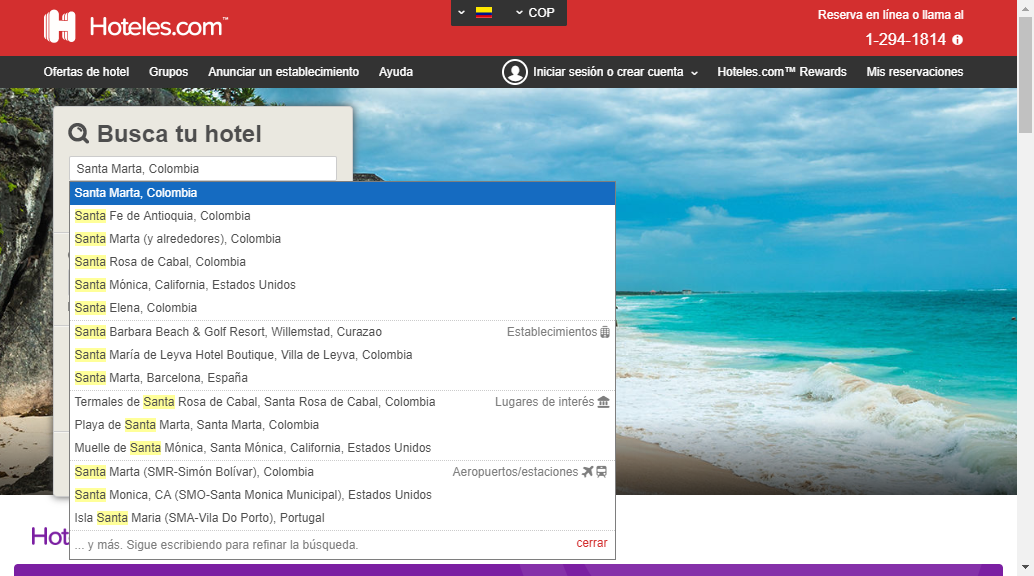 Hoteles.com™
COP
Reserva en línea o llama al
1-294-1814
Ofertas de hotel Grupos Anunciar un establecimiento Ayuda Iniciar sesión o crear cuenta Hoteles.com™ Rewards Mis reservaciones
Busca tu hotel
Santa Marta, Colombia
Santa Marta, Colombia
Santa Fe de Antioquia, Colombia
Santa Marta (y alrededores), Colombia
Santa Rosa de Cabal, Colombia
Santa Mónica, California, Estados Unidos
Santa Elena, Colombia
Santa Barbara Beach & Golf Resort, Willemstad, Curazao Establecimientos
Santa María de Leyva Hotel Boutique, Villa de Leyva, Colombia
Santa Marta, Barcelona, España
Termales de Santa Rosa de Cabal, Santa Rosa de Cabal, Colombia Lugares de interés
Playa de Santa Marta, Santa Marta, Colombia
Muelle de Santa Mónica, Santa Mónica, California, Estados Unidos
Santa Marta (SMR-Simón Bolívar), Colombia Aeropuertos/estaciones
Santa Monica, CA (SMO-Santa Monica Municipal), Estados Unidos
Isla Santa Maria (SMA-Vila Do Porto), Portugal
Hot
... y más. Sigue escribiendo para refinar la búsqueda. cerrar